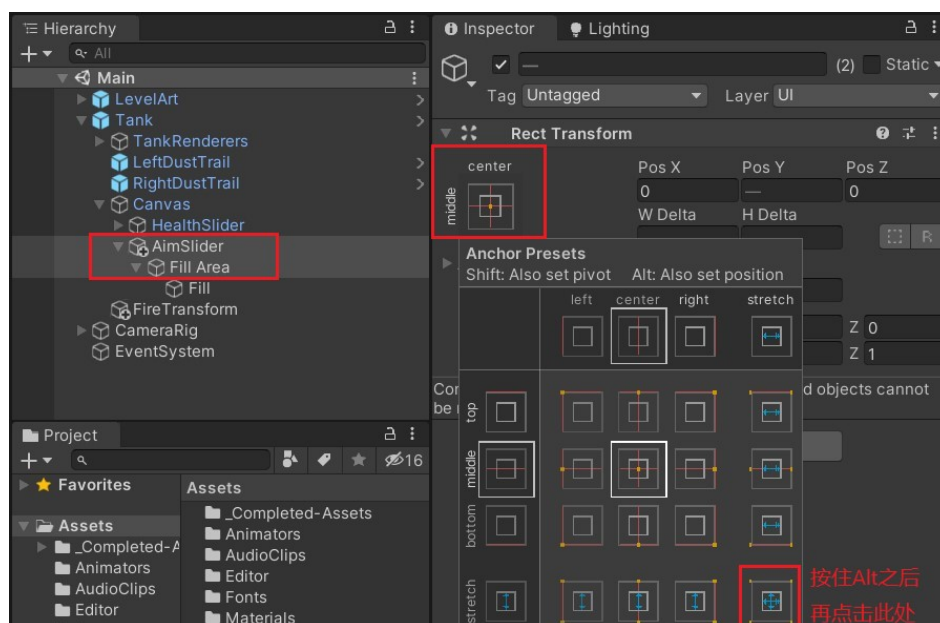 Hierarchy
All
Main
LevelArt
Tank
TankRenderers
LeftDustTrail
RightDustTrail
Canvas
HealthSlider
AimSlider
Fill Area
Fill
FireTransform
CameraRig
EventSystem
Project
16
Favorites
Assets
_Completed-A
Animators
AudioClips
Editor
Assets
_Completed-Assets
Animators
AudioClips
Editor
Fonts
Materials
Inspector
Lighting
— (2) Static
Tag Untagged Layer UI
Rect Transform
center
middle
Pos X Pos Y Pos Z
0 — 0
W Delta H Delta
R
Anchor Presets
Shift: Also set pivot Alt: Also set position
left center right stretch
top
middle
bottom
stretch
Z 0
Z 1
Con
d objects cannot
be
按住Alt之后
再点击此处